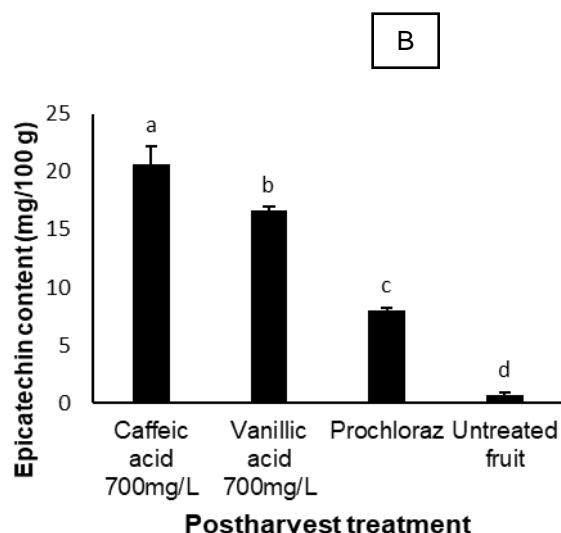 B
Epicatechin content (mg/100 g)
25
20
15
10
5
0
a
b
c
d
Caffeic
acid
700mg/L
Vanillic
acid
700mg/L
Prochloraz
Untreated
fruit
Postharvest treatment